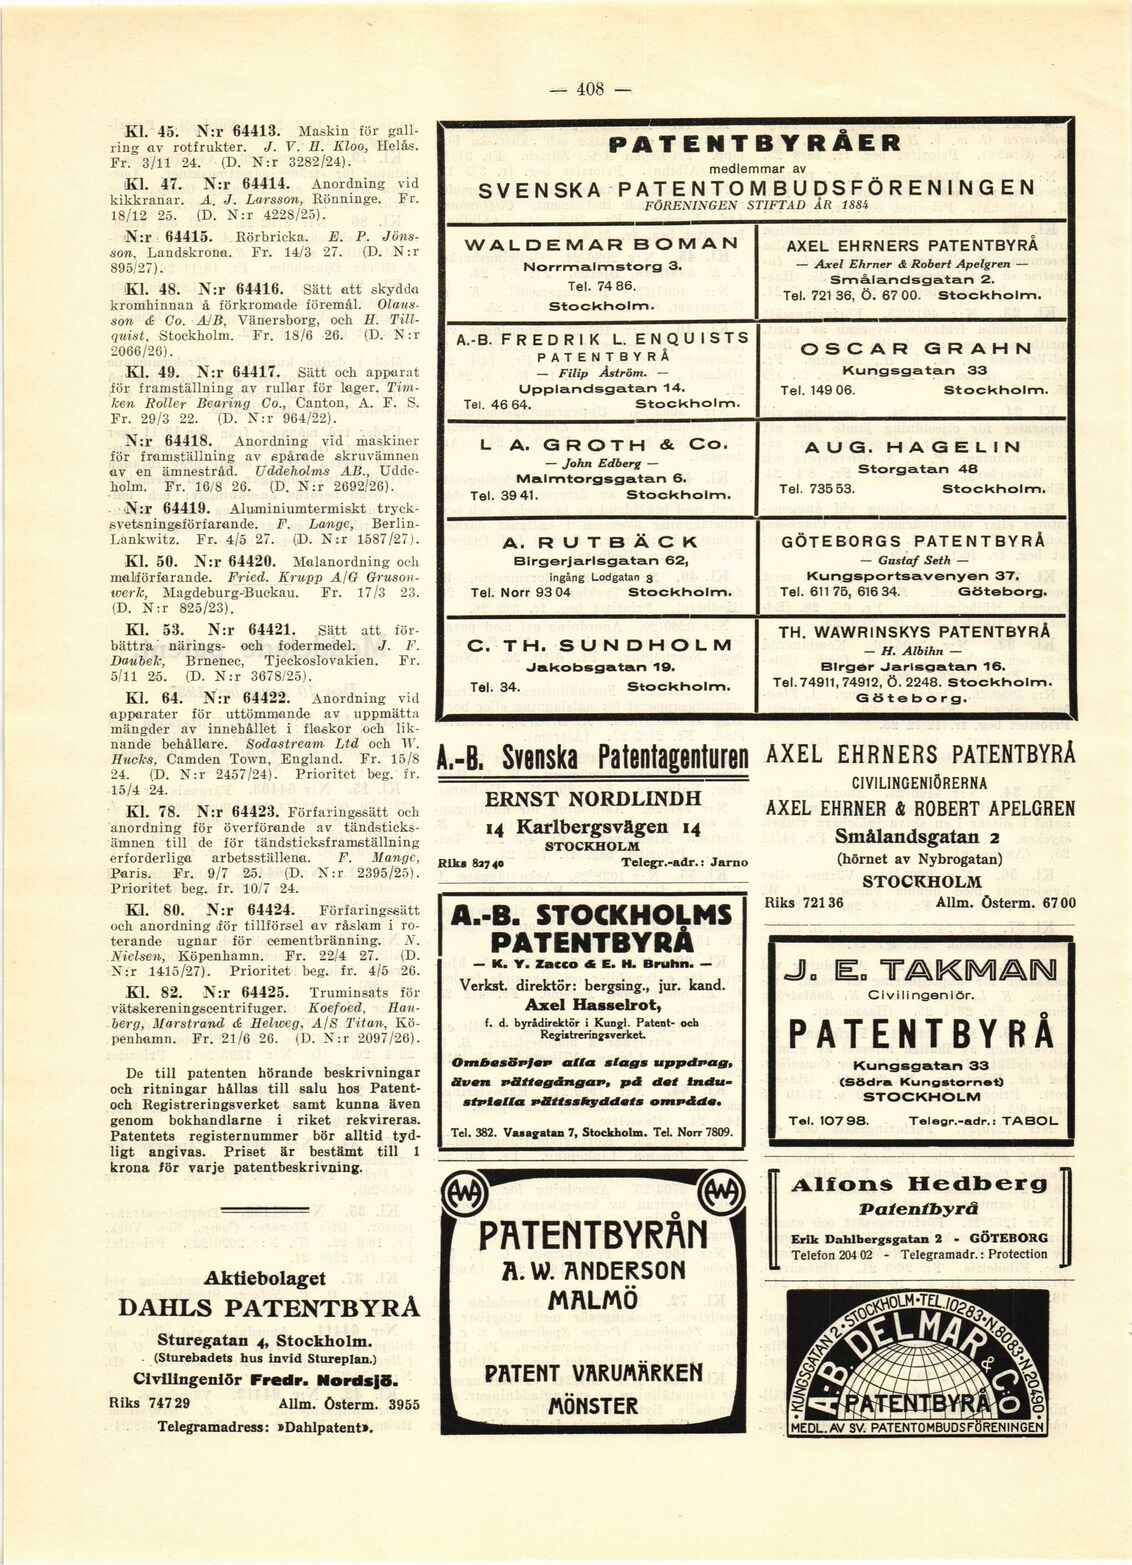 — 408 —
Kl. 45. N:r 64413. Maskin för gall-
ring av rotfrukter. J. V. H. Kloo, Helås.
Fr. 3/11 24. (D. N:r 3282/24).
Kl. 47. N:r 64414. Anordning vid
kikkranar. A. J. Larsson, Rönninge. Fr.
18/12 25. (D. N:r 4228/25).
N:r 64415. Rörbricka. E. P. Jöns-
son, Landskrona. Fr. 14/3 27. (D. N:r
895/27).
Kl. 48. N:r 64416. Sätt att skydda
kromhinnan å förkromade föremål. Olaus-
son & Co. A/B, Vänersborg, och H. Till-
quist, Stockholm. Fr. 18/6 26. (D. N:r
2066/26).
Kl. 49. N:r 64417. Sätt och apparat
för framställning av rullar för lager. Tim-
ken Roller Bearing Co., Canton, A. F. S.
Fr. 29/3 22. (D. N:r 964/22).
N:r 64418. Anordning vid maskiner
för framställning av spårade skruvämnen
av en ämnestråd. Uddeholms AB., Udde-
holm. Fr. 16/8 26. (D. N:r 2692/26).
N:r 64419. Aluminiumtermiskt tryck-
svetsningsförfarande. F. Lange, Berlin-
Lankwitz. Fr. 4/5 27. (D. N:r 1587/27).
Kl. 50. N:r 64420. Malanordning och
malförfarande. Fried. Krupp A/G Gruson-
werk, Magdeburg-Buckau. Fr. 17/3 23.
(D. N:r 825/23).
Kl. 53. N:r 64421. Sätt att för-
bättra närings- och fodermedel. J. F.
Daubek, Brnenec, Tjeckoslovakien. Fr.
5/11 25. (D. N:r 3678/25).
Kl. 64. N:r 64422. Anordning vid
apparater för uttömmande av uppmätta
mängder av innehållet i flaskor och lik-
nande behållare. Sodastream Ltd och W.
Hucks, Camden Town, England. Fr. 15/8
24. (D. N:r 2457/24). Prioritet beg. fr.
15/4 24.
Kl. 78. N:r 64423. Förfaringssätt och
anordning för överförande av tändsticks-
ämnen till de för tändsticksframställning
erforderliga arbetsställena. F. Mange,
Paris. Fr. 9/7 25. (D. N:r 2395/25).
Prioritet beg. fr. 10/7 24.
Kl. 80. N:r 64424. Förfaringssätt
och anordning för tillförsel av råslam i ro-
terande ugnar för cementbränning. N.
Nielsen, Köpenhamn. Fr. 22/4 27. (D.
N:r 1415/27). Prioritet beg. fr. 4/5 26.
Kl. 82. N:r 64425. Truminsats för
vätskereningscentrifuger. Koefoed, Hau-
berg, Marstrand & Helweg, A/S Titan, Kö-
penhamn. Fr. 21/6 26. (D. N:r 2097/26).
De till patenten hörande beskrivningar
och ritningar hållas till salu hos Patent-
och Registreringsverket samt kunna även
genom bokhandlarne i riket rekvireras.
Patentets registernummer bör alltid tyd-
ligt angivas. Priset är bestämt till 1
krona för varje patentbeskrivning.
Aktiebolaget
DAHLS PATENTBYRÅ
Sturegatan 4, Stockholm.
(Sturebadets hus invid Stureplan.)
Civilingeniör Fredr. Nordsjö.
Riks 747 29 Allm. Österm. 3955
Telegramadress: »Dahlpatent».
PATENTBYRÅER
medlemmar av
SVENSKA PATENTOMBUDSFÖRENINGEN
FÖRENINGEN STIFTAD ÅR 1884
WALDEMAR BOMAN
Norrmalmstorg 3.
Tel. 74 86.
Stockholm.
AXEL EHRNERS PATENTBYRÅ
— Axel Ehrner & Robert Apelgren —
Smålandsgatan 2.
Tel. 721 36, Ö. 67 00. Stockholm.
A.-B. FREDRIK L. ENQUISTS
PATENTBYRÅ
— Filip Åström. —
Upplandsgatan 14.
Tel. 46 64. Stockholm.
OSCAR GRAHN
Kungsgatan 33
Tel. 149 06. Stockholm.
L A. GROTH & Co.
— John Edberg —
Malmtorgsgatan 6.
Tel. 39 41. Stockholm.
AUG. HAGELIN
Storgatan 48
Tel. 735 53. Stockholm.
A. RUTBÄCK
Birgerjarlsgatan 62,
ingång Lodgatan 3
Tel. Norr 93 04 Stockholm.
GÖTEBORGS PATENTBYRÅ
— Gustaf Seth —
Kungsportsavenyen 37.
Tel. 611 75, 616 34. Göteborg.
C. TH. SUNDHOLM
Jakobsgatan 19.
Tel. 34. Stockholm.
TH. WAWRINSKYS PATENTBYRÅ
— H. Albihn —
Birger Jarlsgatan 16.
Tel. 74911, 74912, Ö. 2248. Stockholm.
Göteborg.
A.-B. Svenska Patentagenturen
ERNST NORDLINDH
14 Karlbergsvägen 14
STOCKHOLM
Riks 827 40 Telegr.-adr.: Jarno
AXEL EHRNERS PATENTBYRÅ
CIVILINGENIÖRERNA
AXEL EHRNER & ROBERT APELGREN
Smålandsgatan 2
(hörnet av Nybrogatan)
STOCKHOLM
Riks 721 36 Allm. Österm. 67 00
A.-B. STOCKHOLMS
PATENTBYRÅ
— K. Y. Zacco & E. H. Bruhn. —
Verkst. direktör: bergsing., jur. kand.
Axel Hasselrot,
f. d. byrådirektör i Kungl. Patent- och
Registreringsverket.
Ombesörjer alla slags uppdrag,
även rättegångar, på det indu-
striella rättsskyddets område.
Tel. 382. Vasagatan 7, Stockholm. Tel. Norr 7809.
J. E. TAKMAN
Civilingeniör.
PATENTBYRÅ
Kungsgatan 33
(Södra Kungstornet)
STOCKHOLM
Tel. 107 98. Telegr.-adr.: TABOL
AWA AWA
PATENTBYRÅN
A. W. ANDERSON
MALMÖ
PATENT VARUMÄRKEN
MÖNSTER
Alfons Hedberg
Patentbyrå
Erik Dahlbergsgatan 2 - GÖTEBORG
Telefon 204 02 - Telegramadr.: Protection
KUNGSGATAN 2 • STOCKHOLM • TEL. 10283 • N. 8083 • N. 20490
A.-B. DELMAR & Co
PATENTBYRÅ
MEDL. AV SV. PATENTOMBUDSFÖRENINGEN